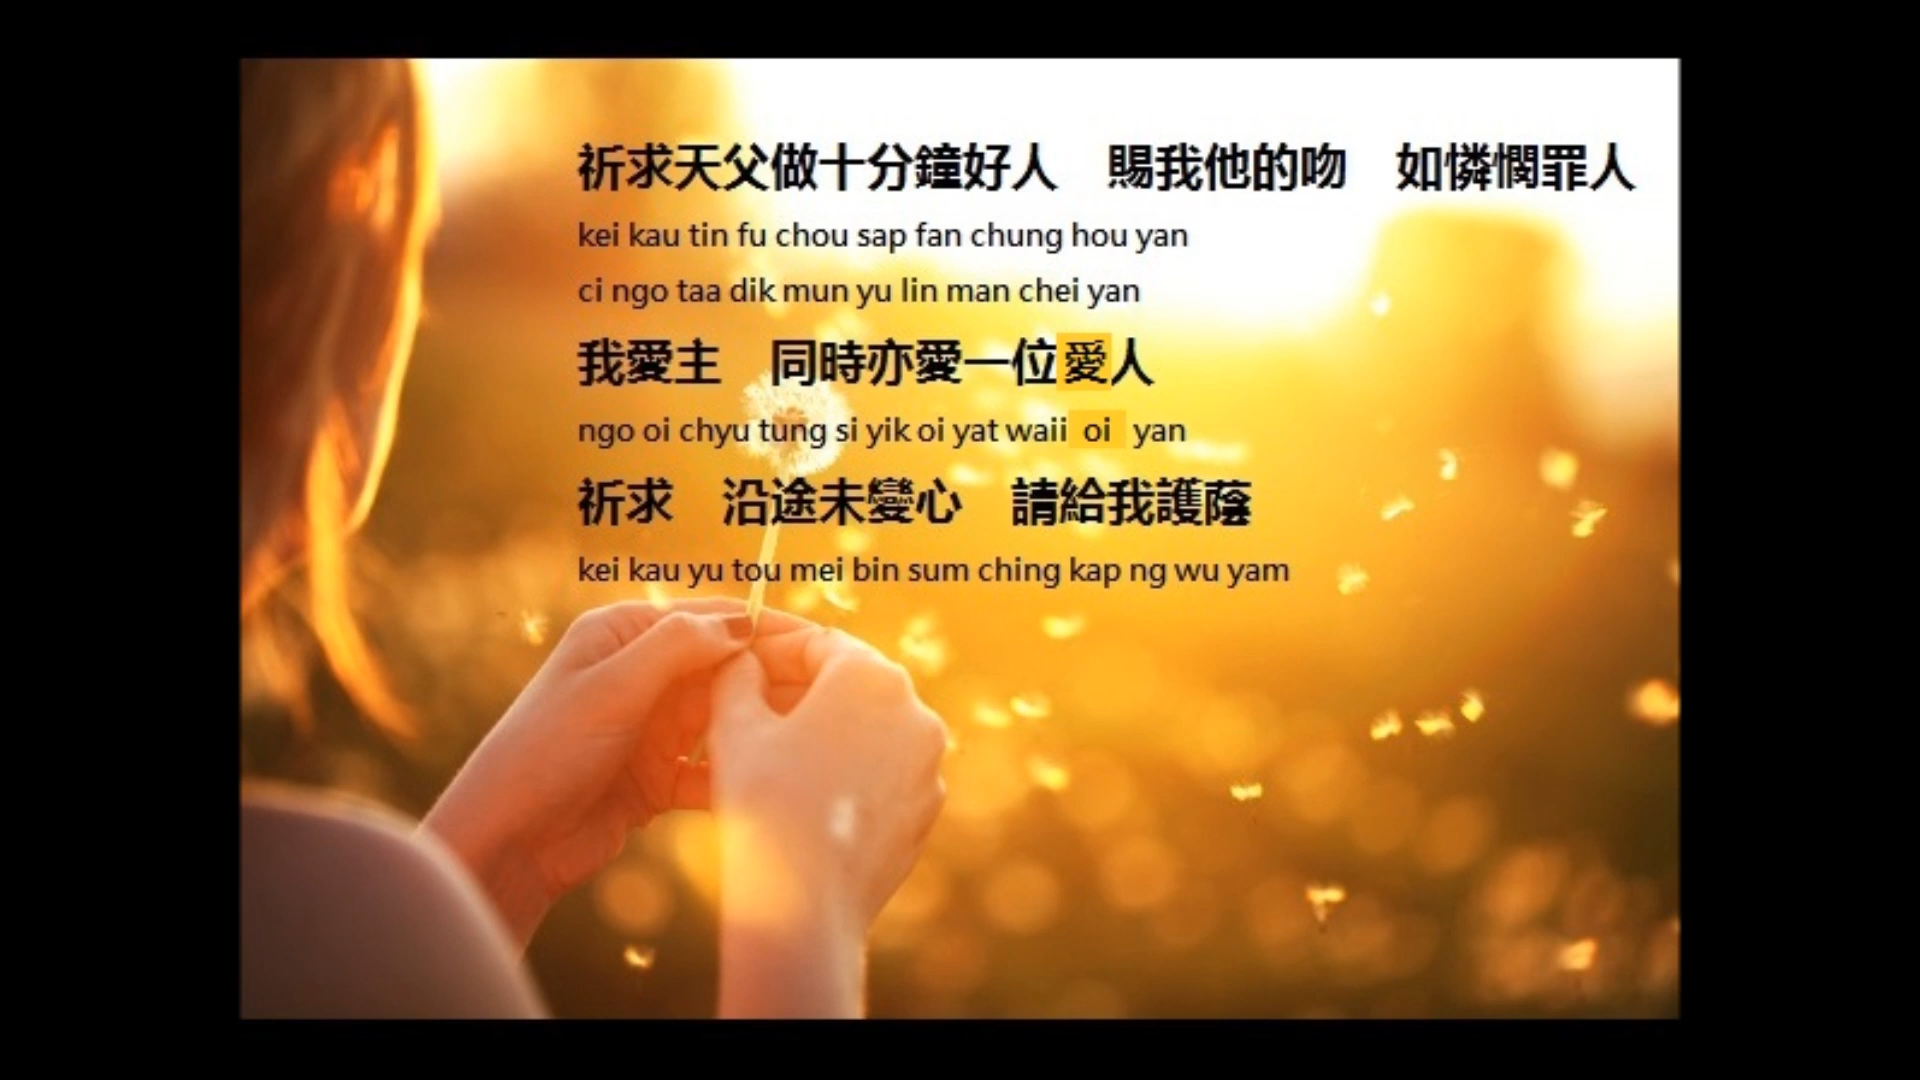 祈求天父做十分鐘好人　賜我他的吻　如憐憫罪人
kei kau tin fu chou sap fan chung hou yan
ci ngo taa dik mun yu lin man chei yan
我愛主　同時亦愛一位愛人
ngo oi chyu tung si yik oi yat waii oi yan
祈求　沿途未變心　請給我護蔭
kei kau yu tou mei bin sum ching kap ng wu yam